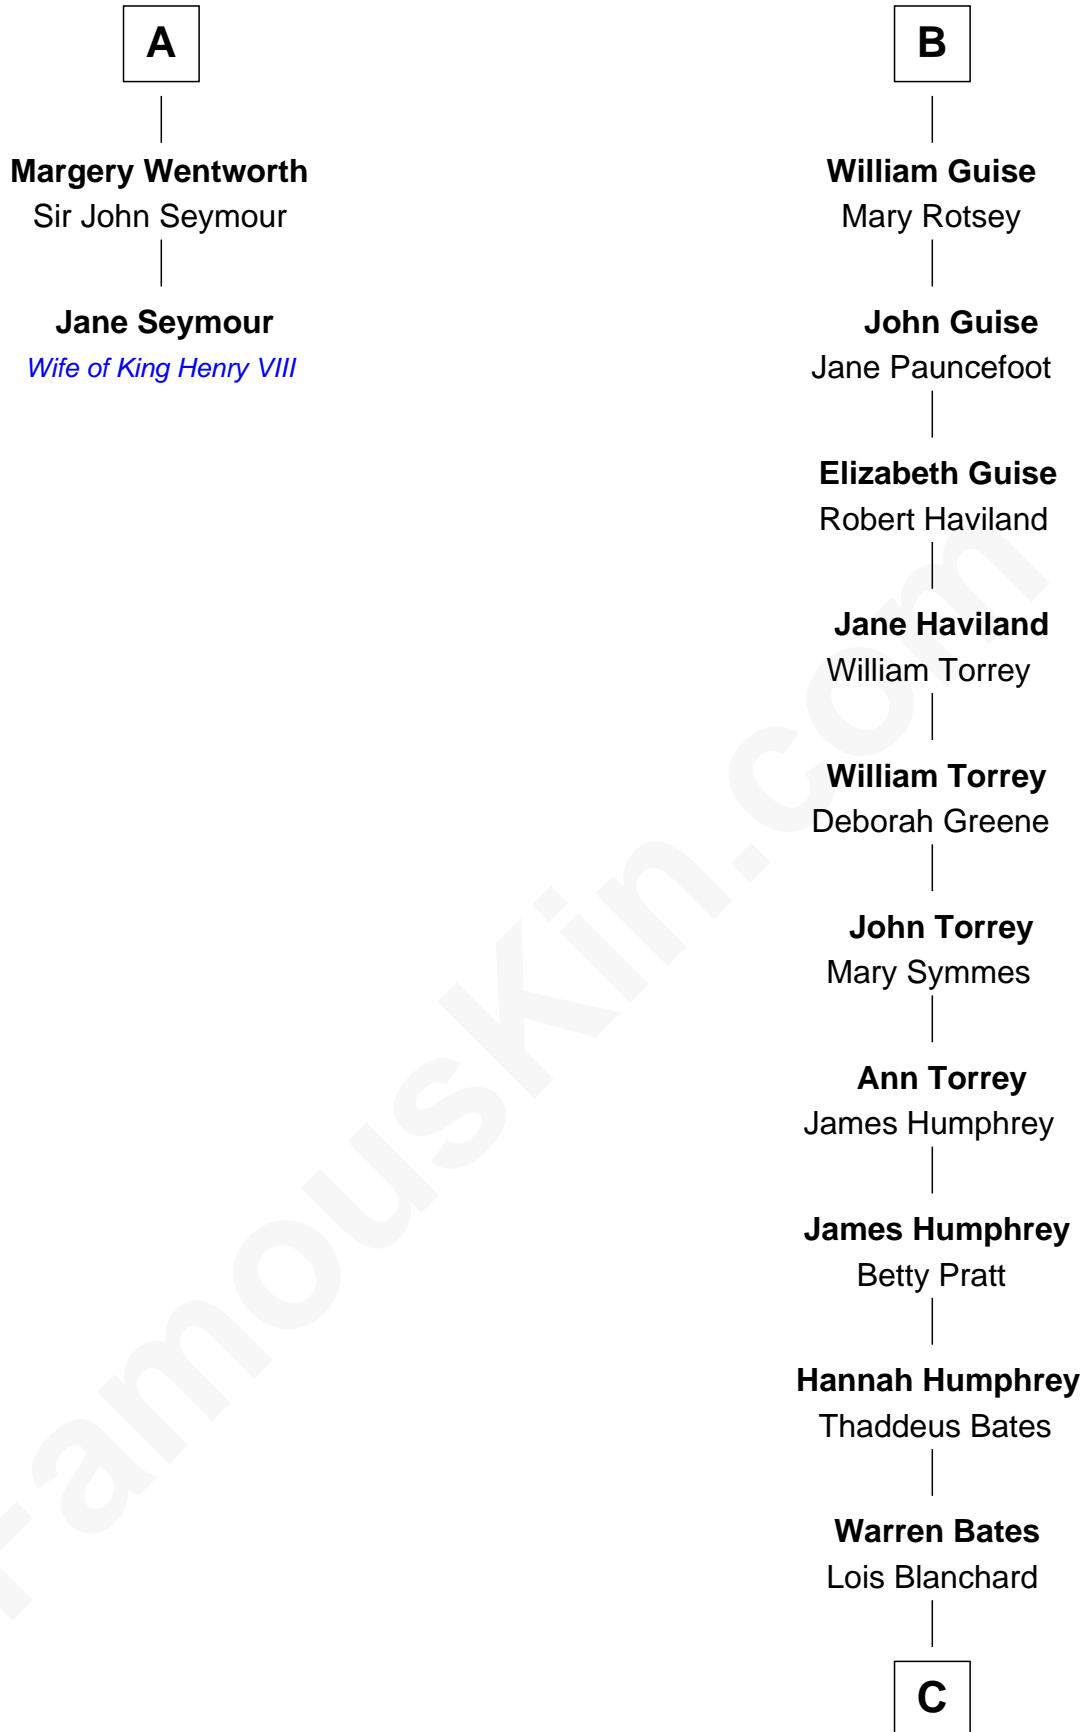 A
Margery Wentworth
Sir John Seymour
Jane Seymour
Wife of King Henry VIII
B
William Guise
Mary Rotsey
John Guise
Jane Pauncefoot
Elizabeth Guise
Robert Haviland
Jane Haviland
William Torrey
William Torrey
Deborah Greene
John Torrey
Mary Symmes
Ann Torrey
James Humphrey
James Humphrey
Betty Pratt
Hannah Humphrey
Thaddeus Bates
Warren Bates
Lois Blanchard
C
FamousKin.com